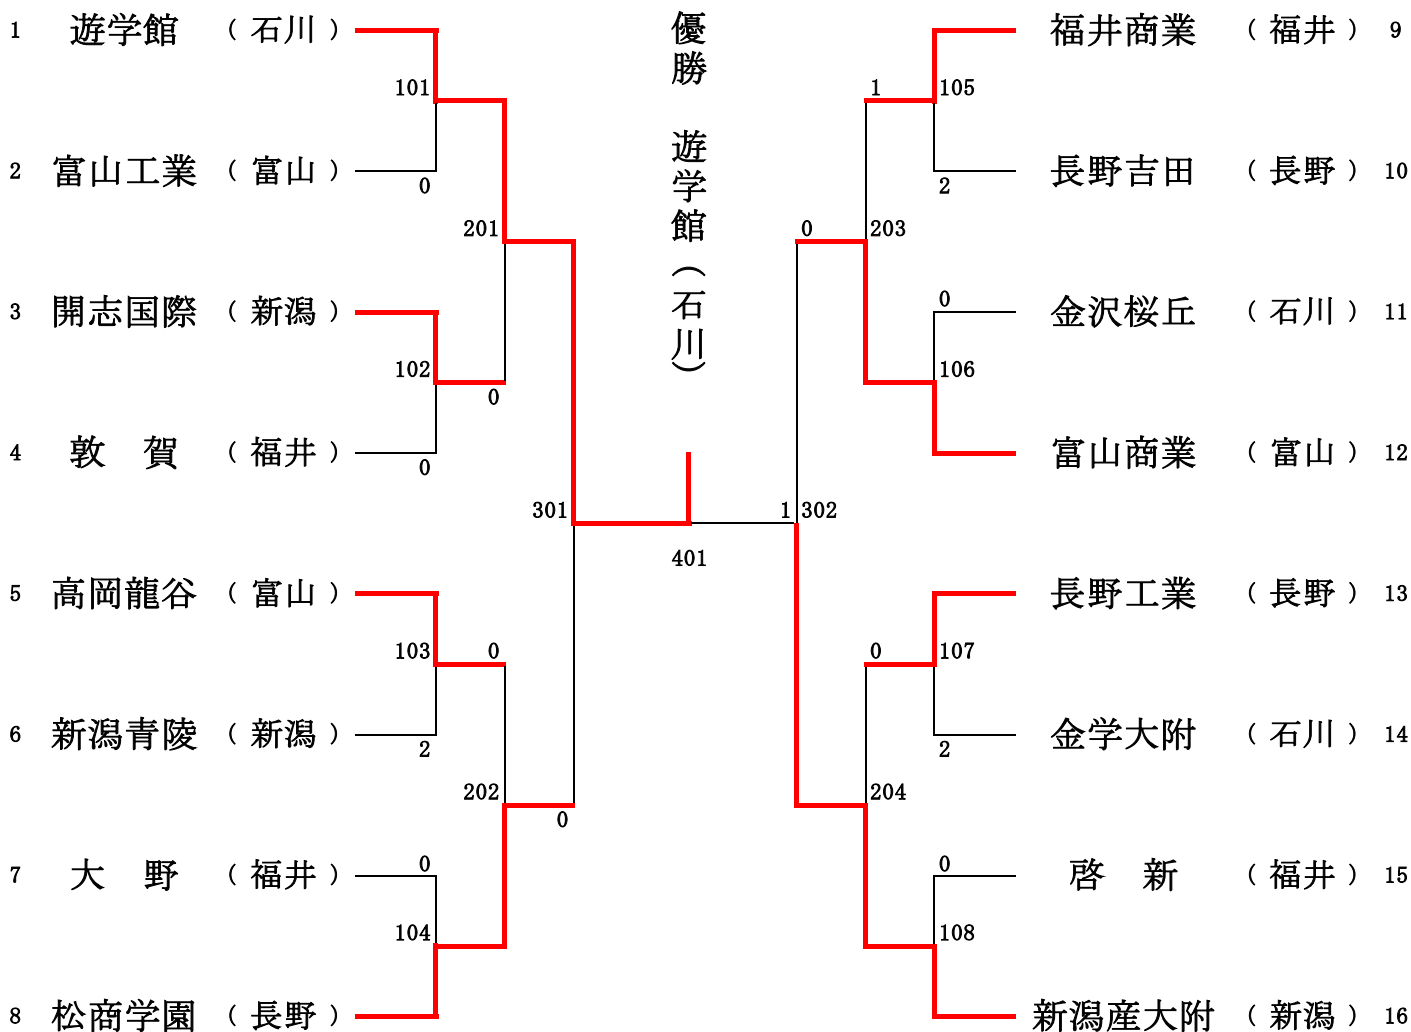 優勝　遊学館（石川）
1 遊学館 （石川）
101
2 富山工業 （富山）
0
201
3 開志国際 （新潟）
102
0
4 敦　賀 （福井）
0
301
5 高岡龍谷 （富山）
103
0
6 新潟青陵 （新潟）
2
202
0
7 大　野 （福井）
0
104
8 松商学園 （長野）
401
福井商業 （福井） 9
1
105
長野吉田 （長野） 10
2
0
203
金沢桜丘 （石川） 11
0
106
富山商業 （富山） 12
1
302
長野工業 （長野） 13
0
107
金学大附 （石川） 14
2
204
啓　新 （福井） 15
0
108
新潟産大附 （新潟） 16